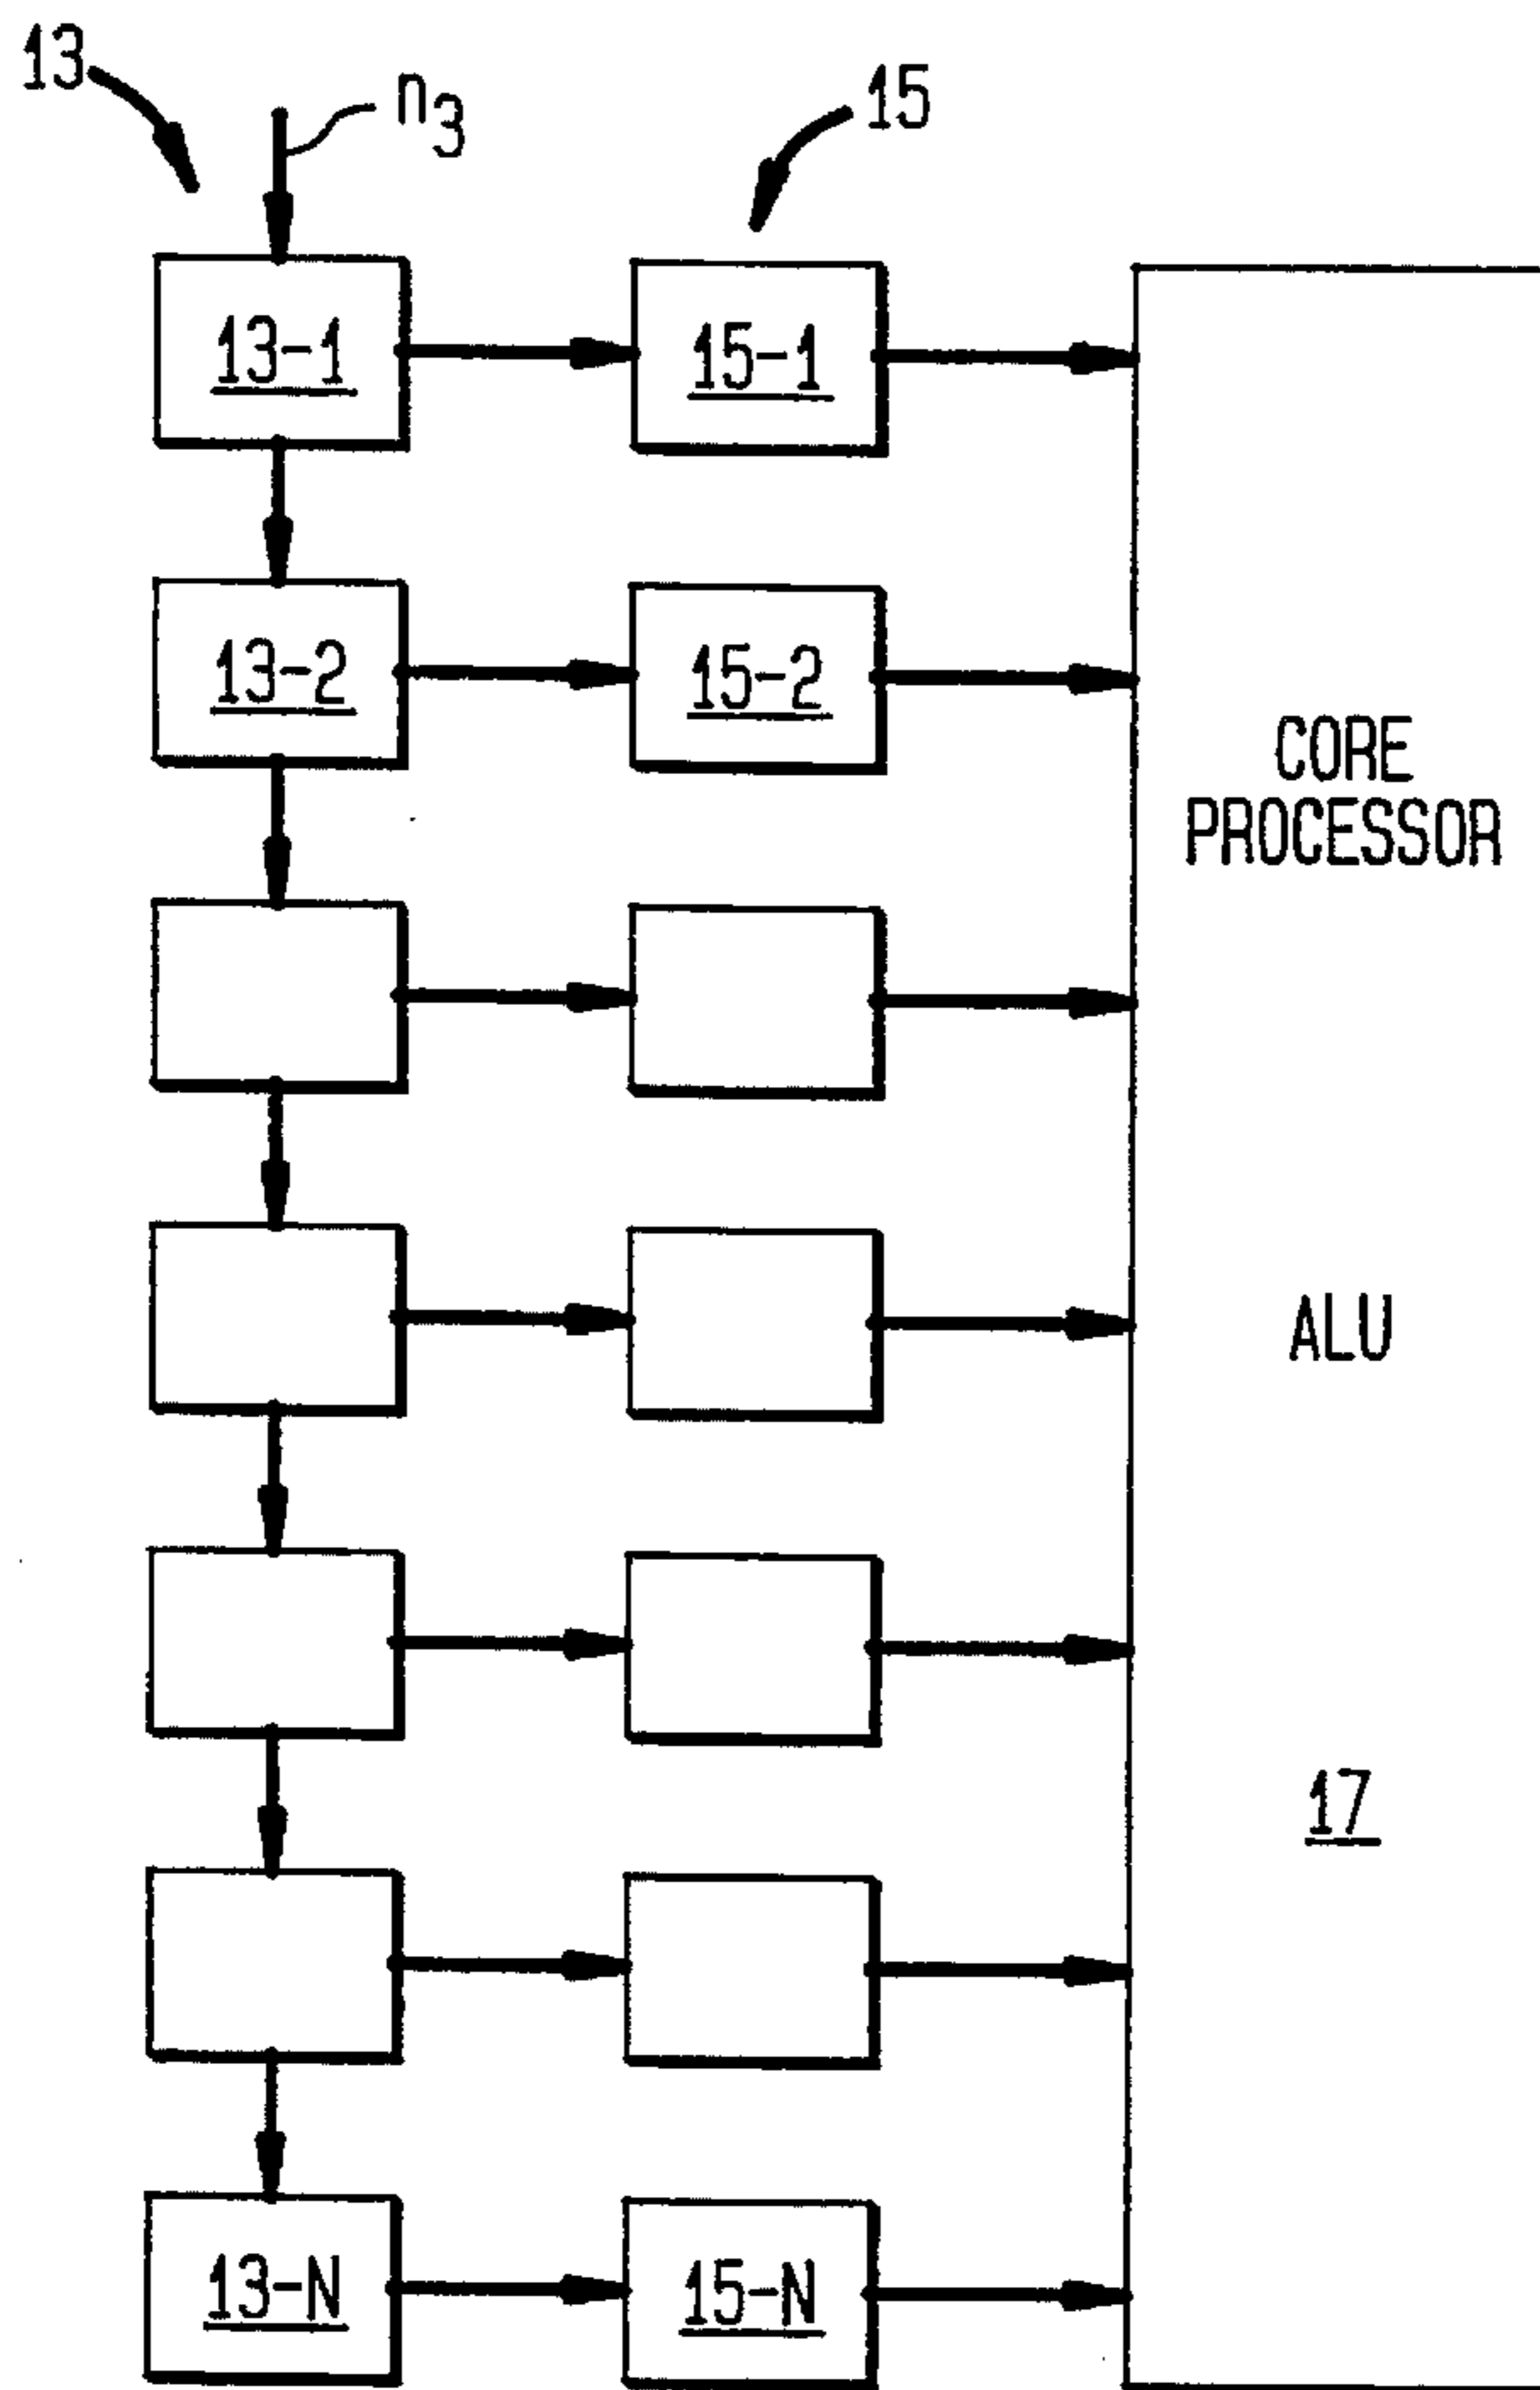 13
n3
15
13-1
15-1
13-2
15-2
CORE
PROCESSOR
ALU
17
13-N
15-N